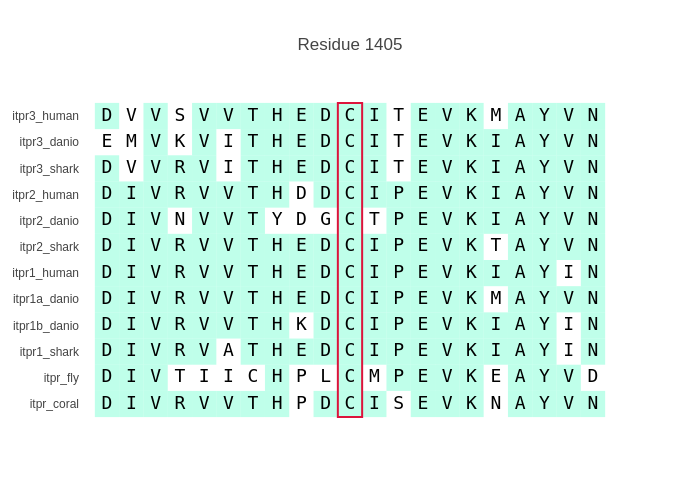 Residue 1405
itpr3_human D V V S V V T H E D C I T E V K M A Y V N
itpr3_danio E M V K V I T H E D C I T E V K I A Y V N
itpr3_shark D V V R V I T H E D C I T E V K I A Y V N
itpr2_human D I V R V V T H D D C I P E V K I A Y V N
itpr2_danio D I V N V V T Y D G C T P E V K I A Y V N
itpr2_shark D I V R V V T H E D C I P E V K T A Y V N
itpr1_human D I V R V V T H E D C I P E V K I A Y I N
itpr1a_danio D I V R V V T H E D C I P E V K M A Y V N
itpr1b_danio D I V R V V T H K D C I P E V K I A Y I N
itpr1_shark D I V R V A T H E D C I P E V K I A Y I N
itpr_fly D I V T I I C H P L C M P E V K E A Y V D
itpr_coral D I V R V V T H P D C I S E V K N A Y V N